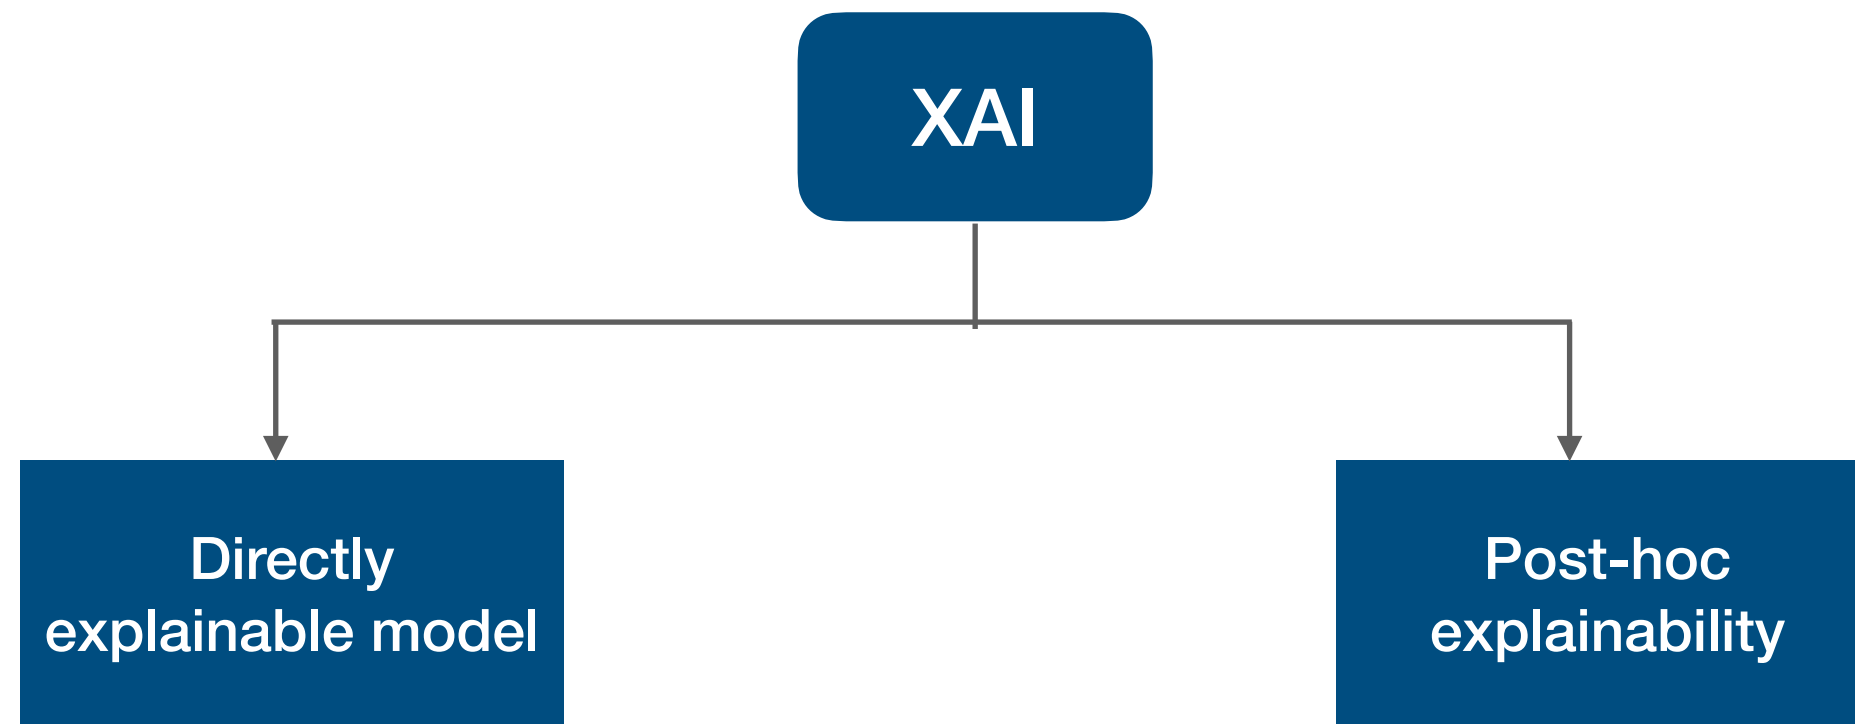 XAI
Directly
explainable model
Post-hoc
explainability